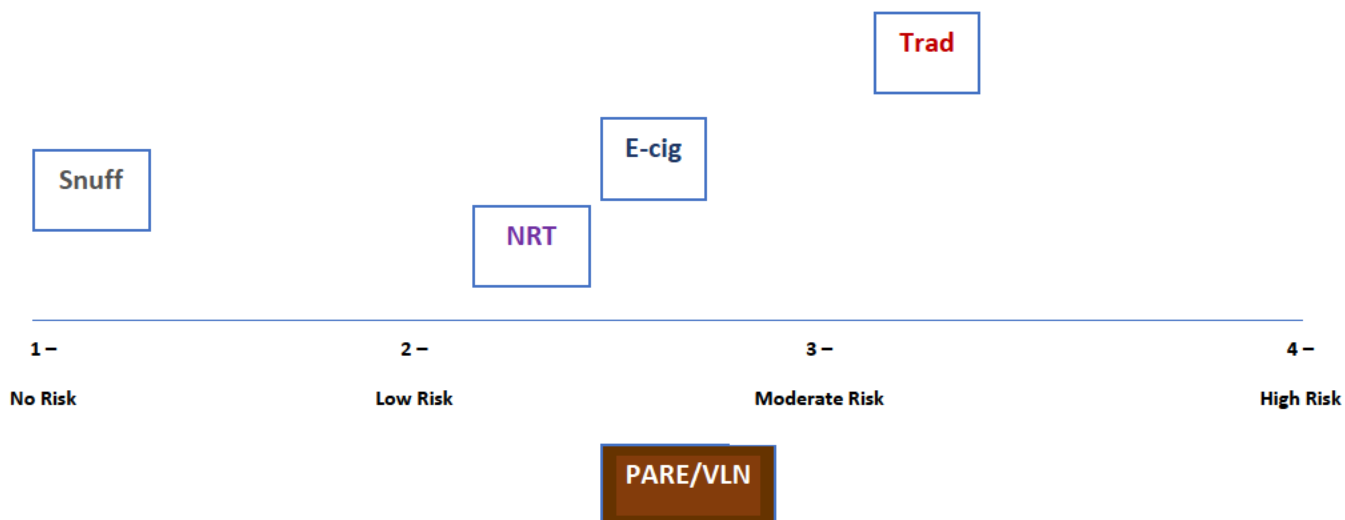 Trad
E-cig
Snuff
NRT
1 –
2 –
3 –
4 –
No Risk
Low Risk
Moderate Risk
High Risk
PARE/VLN